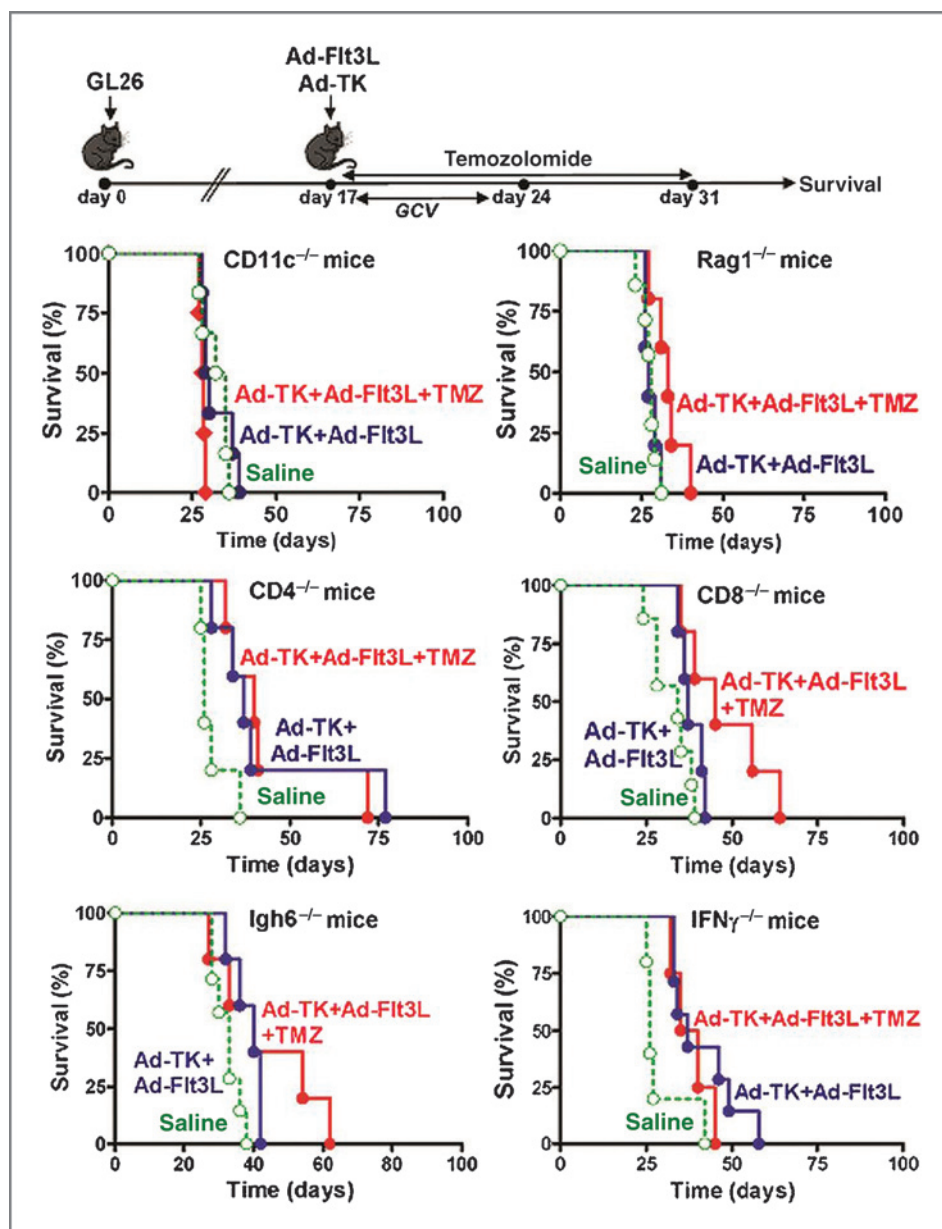 Ad-Flt3L
GL26 Ad-TK
Temozolomide
Survival
day 0 day 17 GCV day 24 day 31
CD11c–/– mice
Survival (%)
100
75
50
25
0
Ad-TK+Ad-Flt3L+TMZ
Ad-TK+Ad-Flt3L
Saline
0 25 50 75 100
Time (days)
Rag1–/– mice
Survival (%)
100
75
50
25
0
Ad-TK+Ad-Flt3L+TMZ
Saline Ad-TK+Ad-Flt3L
0 25 50 75 100
Time (days)
CD4–/– mice
Survival (%)
100
75
50
25
0
Ad-TK+Ad-Flt3L+TMZ
Ad-TK+
Ad-Flt3L
Saline
0 25 50 75 100
Time (days)
CD8–/– mice
Survival (%)
100
75
50
25
0
Ad-TK+Ad-Flt3L
+TMZ
Ad-TK+
Ad-Flt3L
Saline
0 25 50 75 100
Time (days)
Igh6–/– mice
Survival (%)
100
75
50
25
0
Ad-TK+Ad-Flt3L
+TMZ
Ad-TK+
Ad-Flt3L
Saline
0 20 40 60 80 100
Time (days)
IFNγ–/– mice
Survival (%)
100
75
50
25
0
Ad-TK+Ad-Flt3L+TMZ
Ad-TK+Ad-Flt3L
Saline
0 25 50 75 100
Time (days)